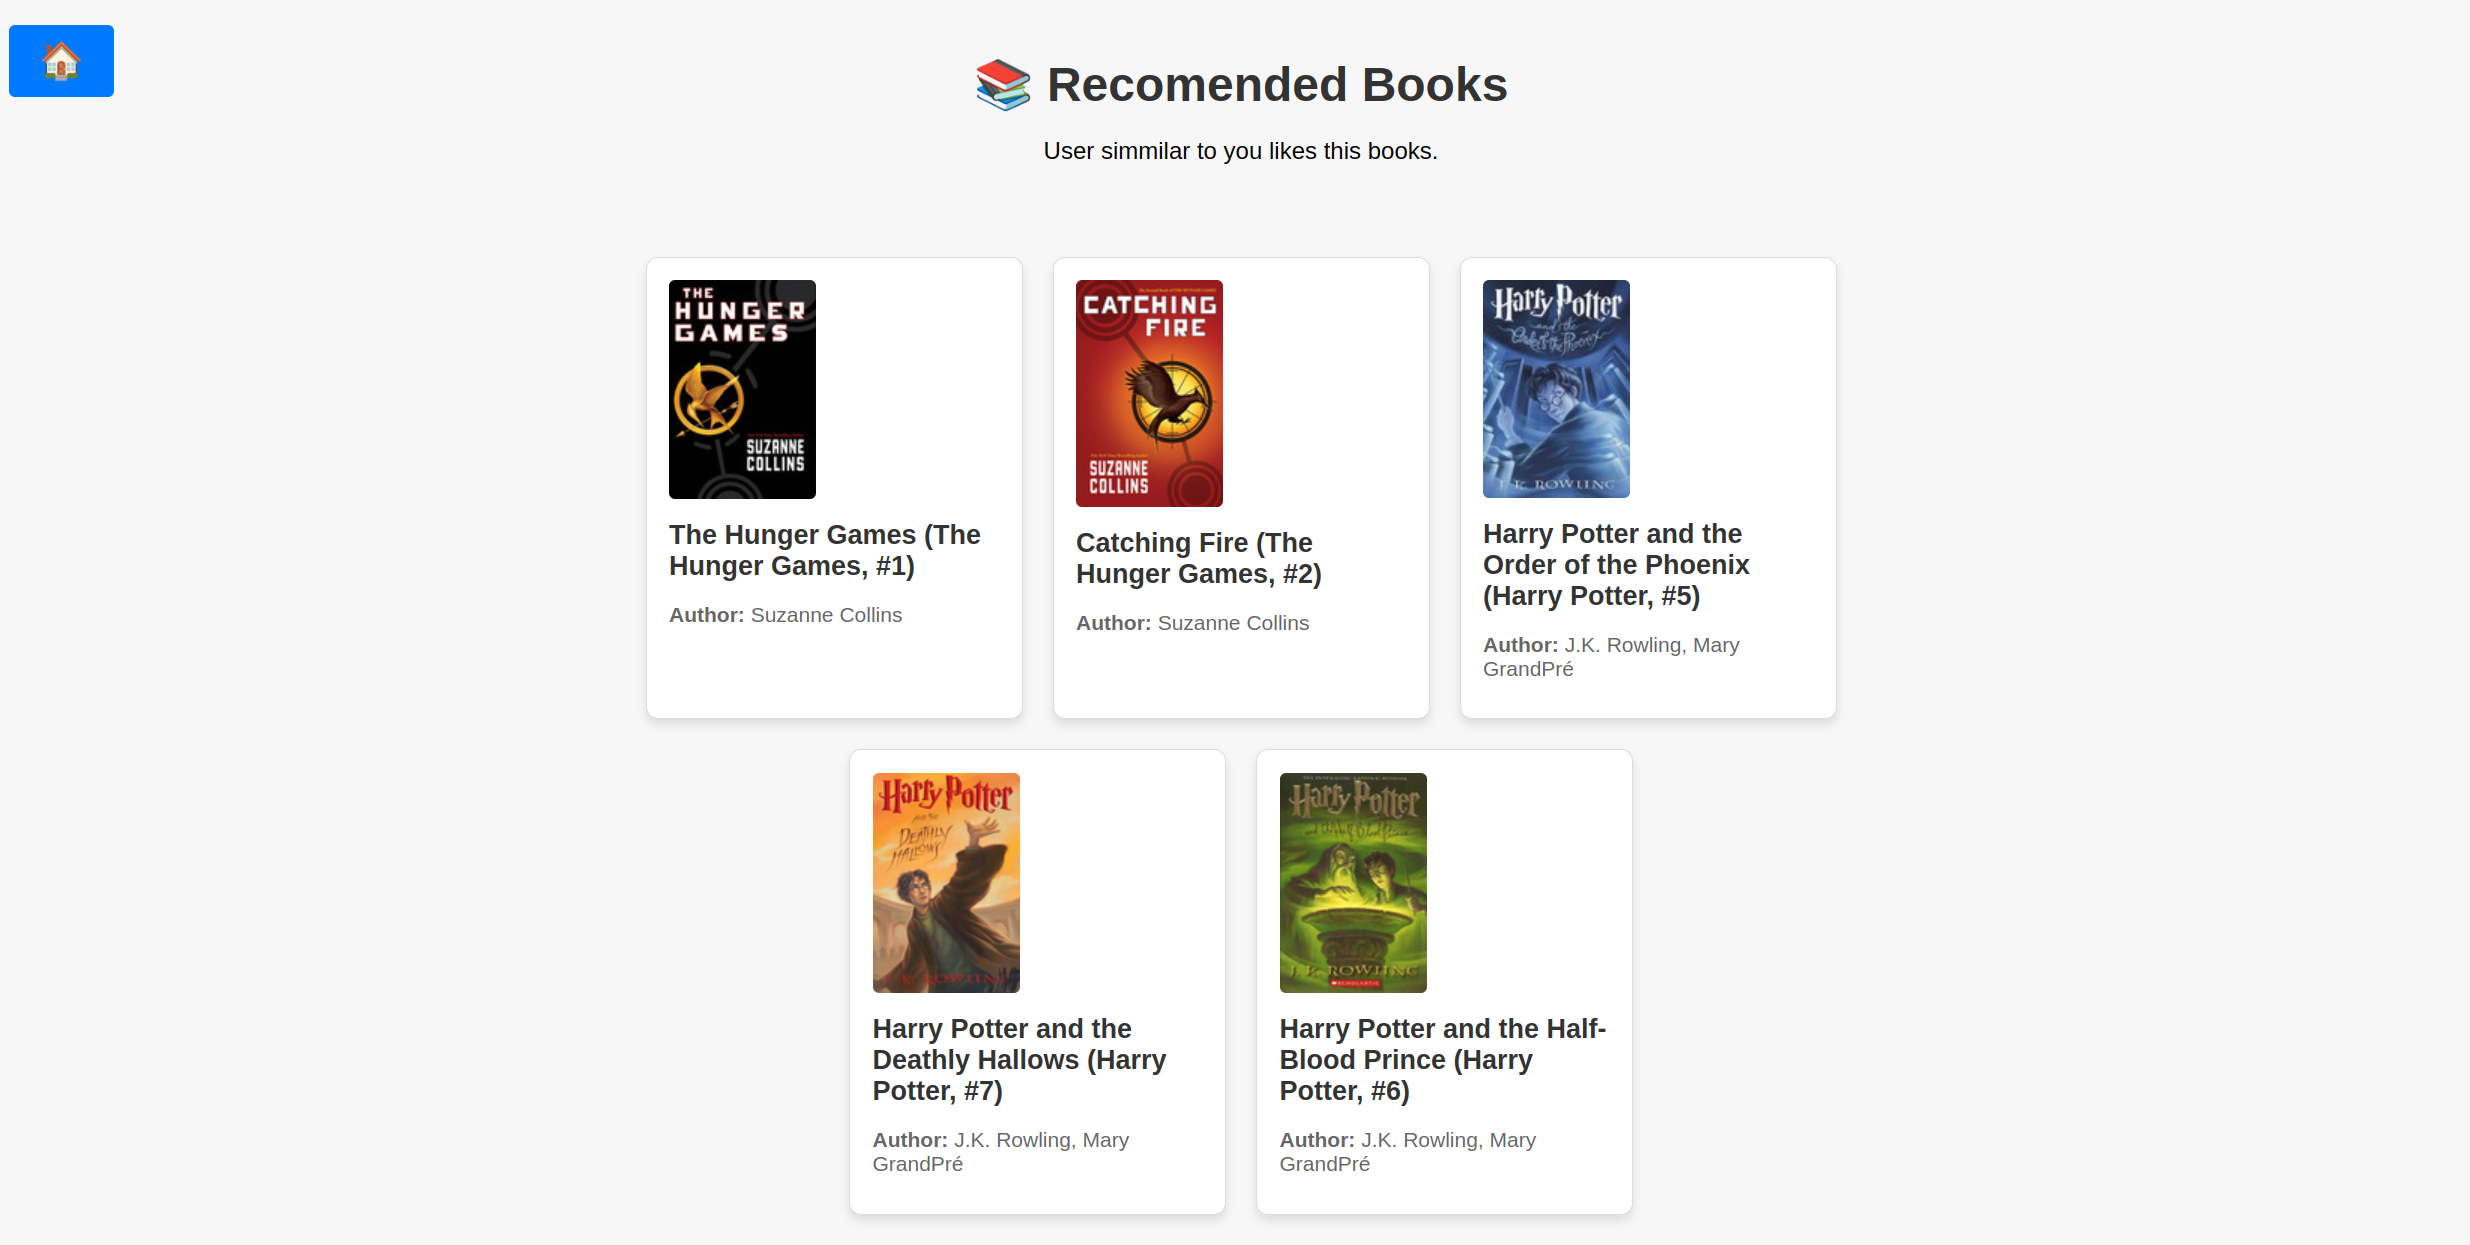 📚 Recomended Books
User simmilar to you likes this books.
THE
HUNGER
GAMES
SUZANNE
COLLINS
The Hunger Games (The
Hunger Games, #1)
Author: Suzanne Collins
CATCHING
FIRE
SUZANNE
COLLINS
Catching Fire (The
Hunger Games, #2)
Author: Suzanne Collins
Harry Potter
and the
Order of the Phoenix
J. K. ROWLING
Harry Potter and the
Order of the Phoenix
(Harry Potter, #5)
Author: J.K. Rowling, Mary
GrandPré
Harry Potter
AND THE
DEATHLY
HALLOWS
J. K. ROWLING
Harry Potter and the
Deathly Hallows (Harry
Potter, #7)
Author: J.K. Rowling, Mary
GrandPré
Harry Potter
and the Half-Blood Prince
J. K. ROWLING
SCHOLASTIC
Harry Potter and the Half-
Blood Prince (Harry
Potter, #6)
Author: J.K. Rowling, Mary
GrandPré